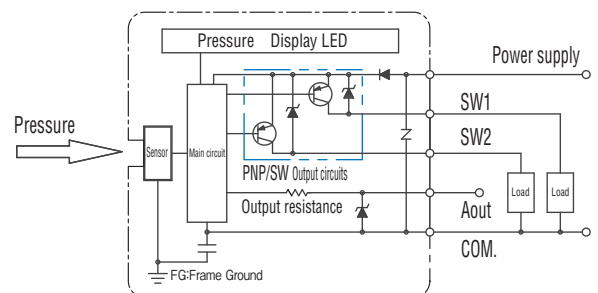 Pressure Display LED
Power supply
SW1
Pressure
SW2
Sensor
Main circuit
PNP/SW Output circuits
Load
Load
Output resistance
Aout
COM.
FG:Frame Ground